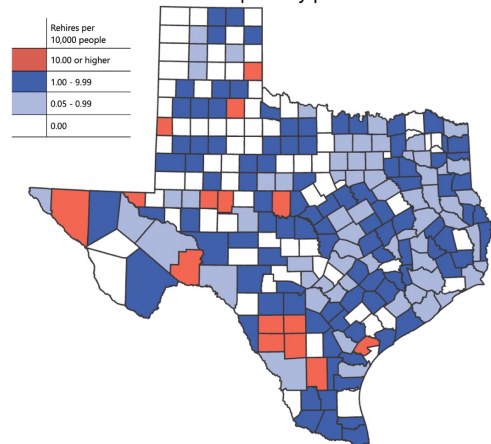 Rehires per
10,000 people
10.00 or higher
1.00 - 9.99
0.05 - 0.99
0.00